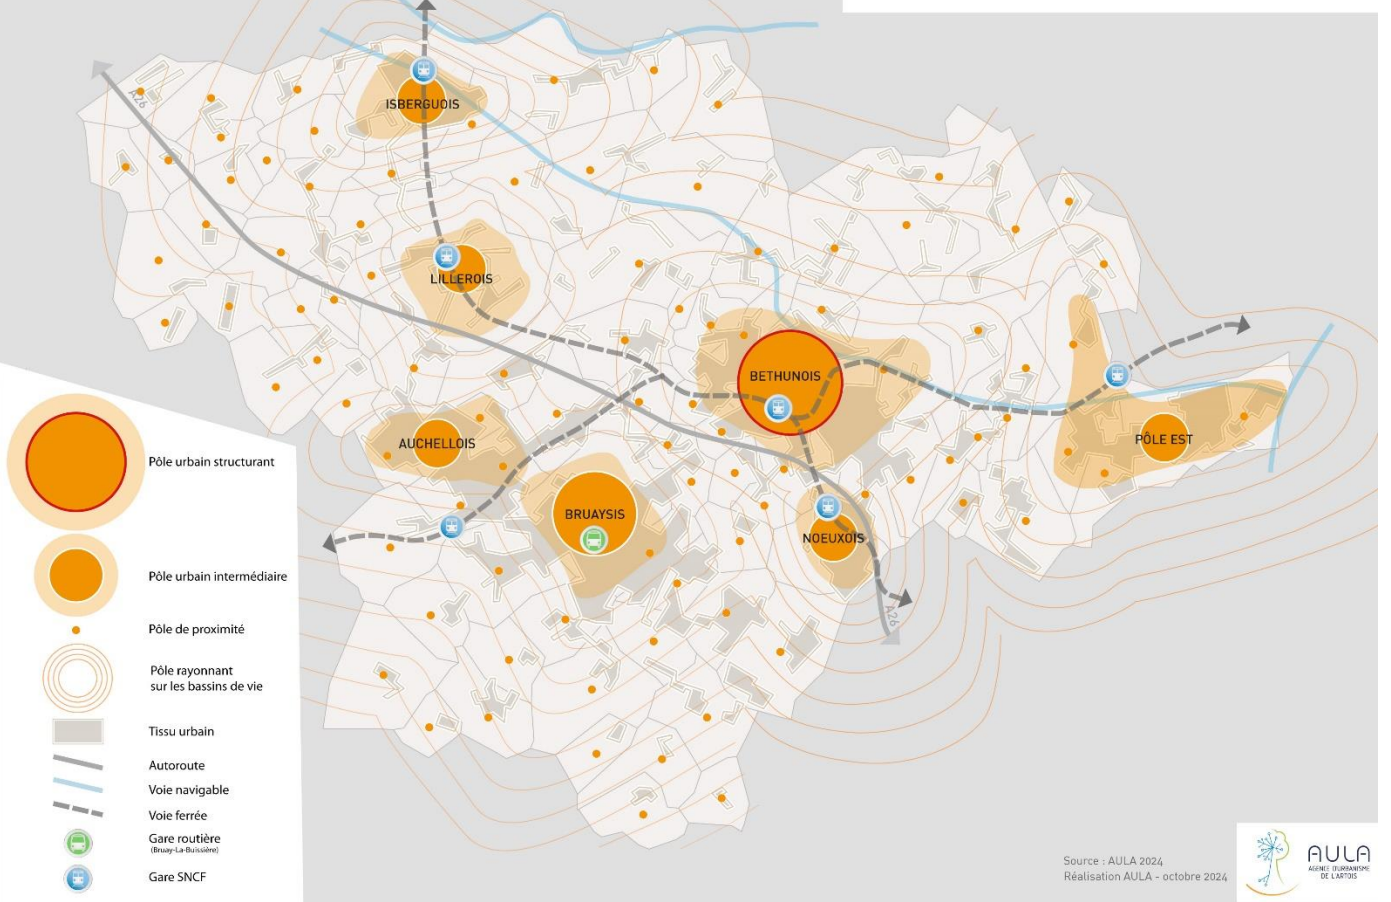 A26
ISBERGUOIS
LILLEROIS
BETHUNOIS
AUCHELLOIS
PÔLE EST
BRUAYSIS
NOEUXOIS
A26
Pôle urbain structurant
Pôle urbain intermédiaire
Pôle de proximité
Pôle rayonnant
sur les bassins de vie
Tissu urbain
Autoroute
Voie navigable
Voie ferrée
Gare routière
(Bruay-La-Buissière)
Gare SNCF
Source : AULA 2024
Réalisation AULA - octobre 2024
AULA
AGENCE D'URBANISME
DE L'ARTOIS